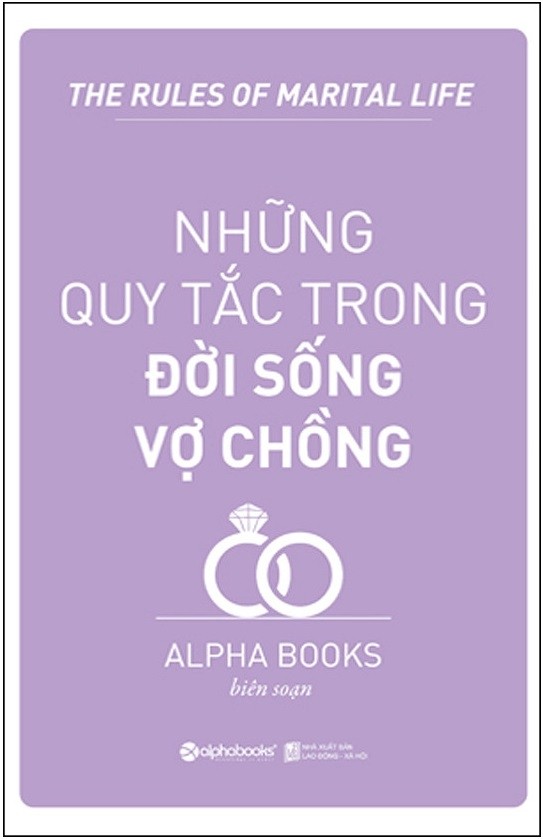 THE RULES OF MARITAL LIFE
NHỮNG
QUY TẮC TRONG
ĐỜI SỐNG
VỢ CHỒNG
ALPHA BOOKS
biên soạn
alphabooks®
NHÀ XUẤT BẢN
LAO ĐỘNG - XÃ HỘI